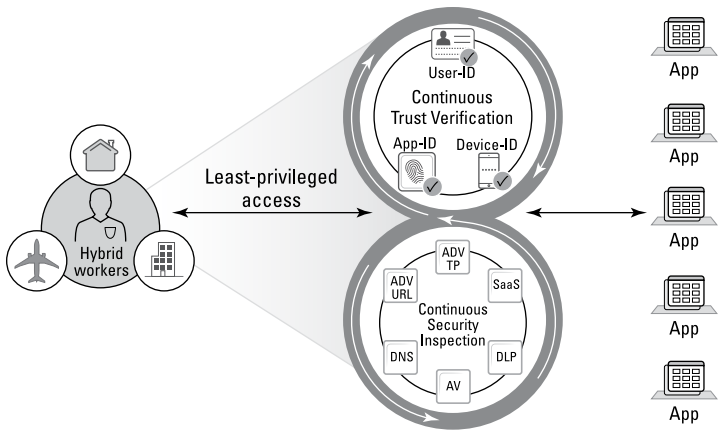 Hybrid
workers
Least-privileged
access
User-ID
Continuous
Trust Verification
App-ID
Device-ID
ADV
TP
ADV
URL
SaaS
Continuous
Security
Inspection
DNS
DLP
AV
App
App
App
App
App